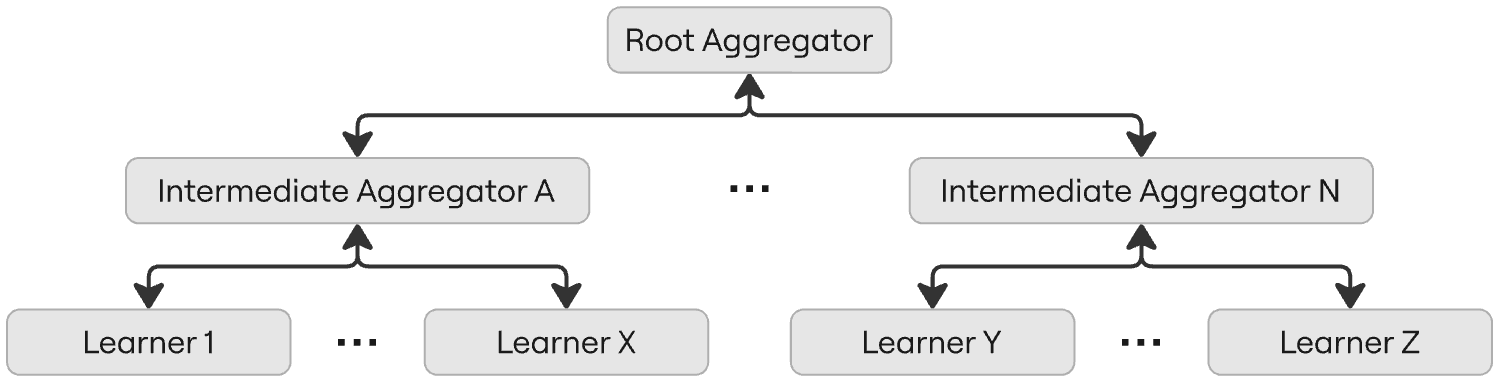 Root Aggregator
Intermediate Aggregator A
...
Intermediate Aggregator N
Learner 1
...
Learner X
Learner Y
...
Learner Z